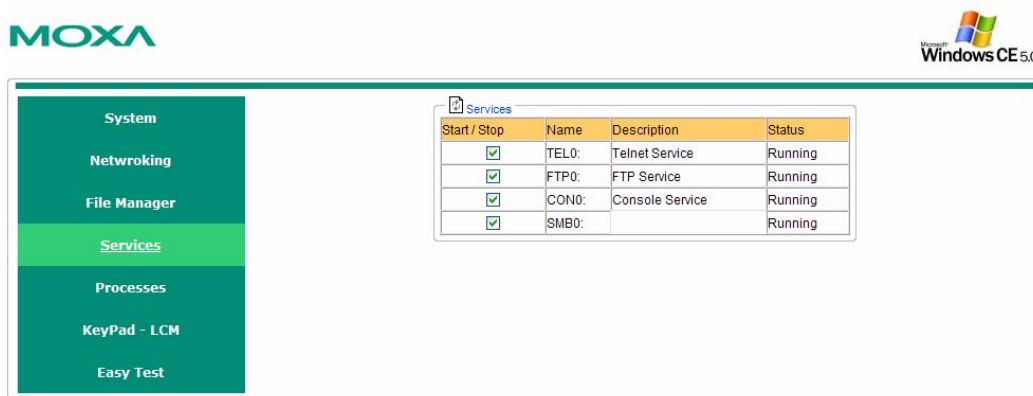 MOXA
Microsoft
Windows CE 5.0
System
Netwroking
File Manager
Services
Processes
KeyPad - LCM
Easy Test
Services
Start / Stop Name Description Status
TEL0: Telnet Service Running
FTP0: FTP Service Running
CON0: Console Service Running
SMB0: Running